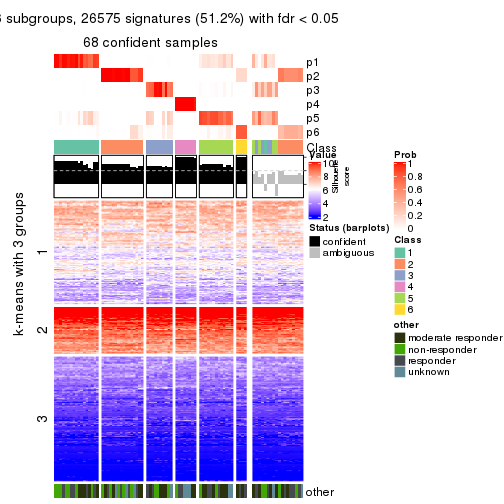 subgroups, 26575 signatures (51.2%) with fdr < 0.05
68 confident samples
p1
p2
p3
p4
p5
p6
Class
k-means with 3 groups
1
2
3
other
Value
10
8
6
4
2
Silhouette
score
Status (barplots)
confident
ambiguous
Prob
1
0.8
0.6
0.4
0.2
0
Class
1
2
3
4
5
6
other
moderate responder
non-responder
responder
unknown